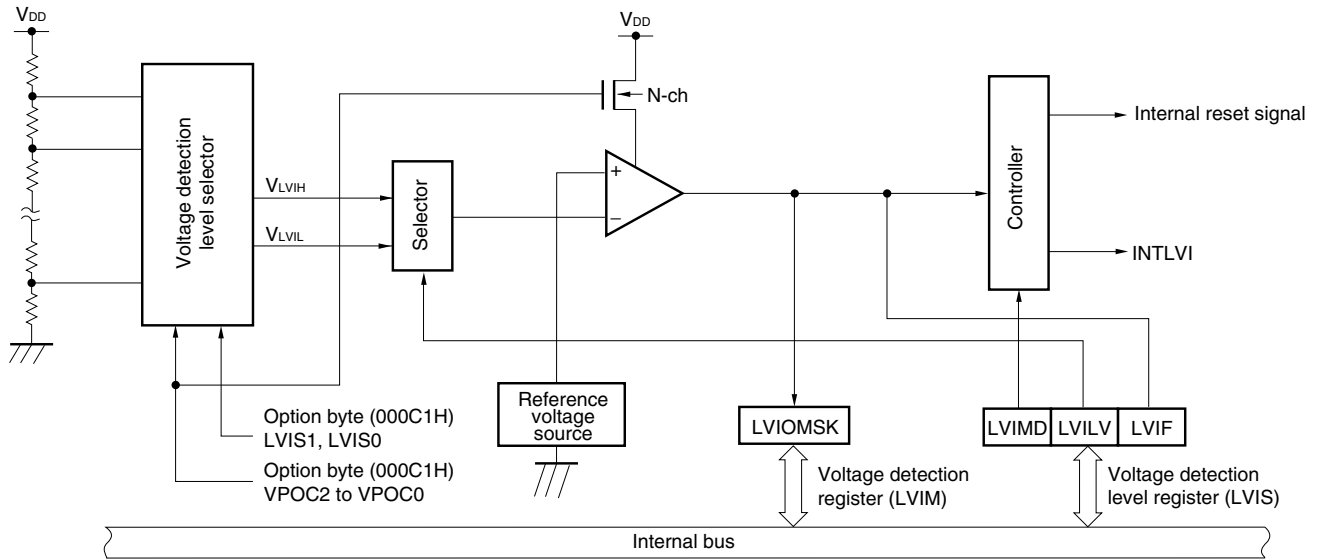 VDD
VDD
N-ch
Voltage detection
level selector
VLVIH
VLVIL
Selector
+
−
Controller
Internal reset signal
INTLVI
Option byte (000C1H)
LVIS1, LVIS0
Option byte (000C1H)
VPOC2 to VPOC0
Reference
voltage
source
LVIOMSK
LVIMD LVILV LVIF
Voltage detection
register (LVIM)
Voltage detection
level register (LVIS)
Internal bus